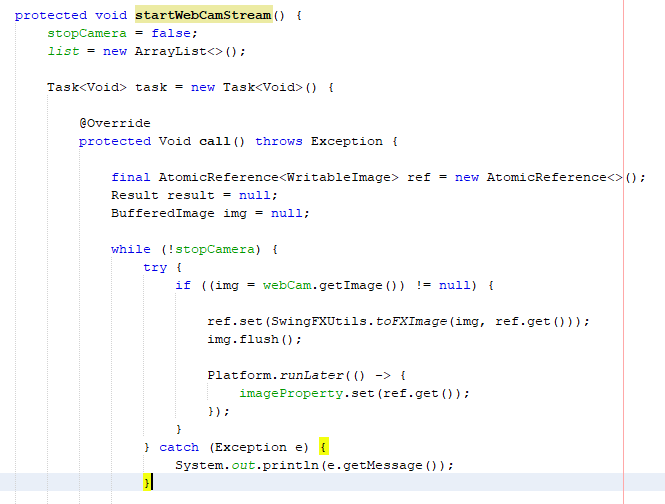 protected void startWebCamStream() {
stopCamera = false;
list = new ArrayList<>();
Task<Void> task = new Task<Void>() {
@Override
protected Void call() throws Exception {
final AtomicReference<WritableImage> ref = new AtomicReference<>();
Result result = null;
BufferedImage img = null;
while (!stopCamera) {
try {
if ((img = webCam.getImage()) != null) {
ref.set(SwingFXUtils.toFXImage(img, ref.get()));
img.flush();
Platform.runLater(() -> {
imageProperty.set(ref.get());
});
}
} catch (Exception e) {
System.out.println(e.getMessage());
}